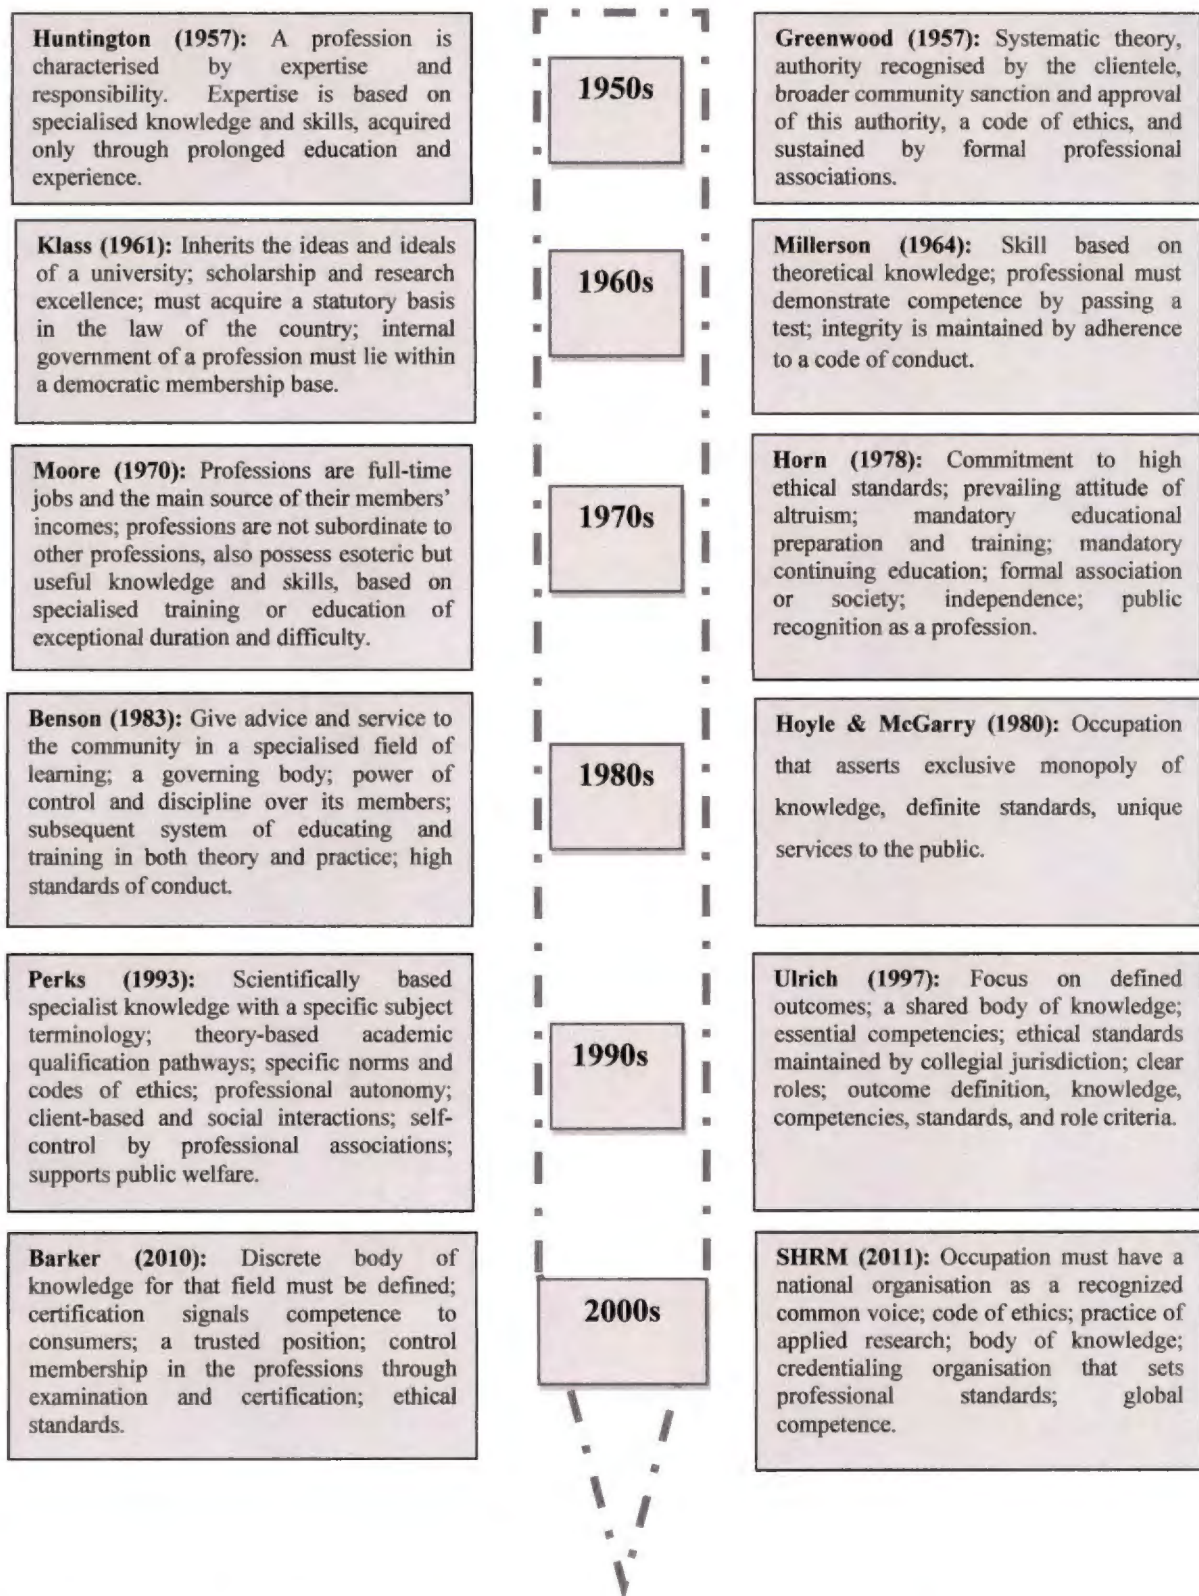 Huntington (1957): A profession is
characterised by expertise and
responsibility. Expertise is based on
specialised knowledge and skills, acquired
only through prolonged education and
experience.
1950s
Greenwood (1957): Systematic theory,
authority recognised by the clientele,
broader community sanction and approval
of this authority, a code of ethics, and
sustained by formal professional
associations.
Klass (1961): Inherits the ideas and ideals
of a university; scholarship and research
excellence; must acquire a statutory basis
in the law of the country; internal
government of a profession must lie within
a democratic membership base.
1960s
Millerson (1964): Skill based on
theoretical knowledge; professional must
demonstrate competence by passing a
test; integrity is maintained by adherence
to a code of conduct.
Moore (1970): Professions are full-time
jobs and the main source of their members'
incomes; professions are not subordinate to
other professions, also possess esoteric but
useful knowledge and skills, based on
specialised training or education of
exceptional duration and difficulty.
1970s
Horn (1978): Commitment to high
ethical standards; prevailing attitude of
altruism; mandatory educational
preparation and training; mandatory
continuing education; formal association
or society; independence; public
recognition as a profession.
Benson (1983): Give advice and service to
the community in a specialised field of
learning; a governing body; power of
control and discipline over its members;
subsequent system of educating and
training in both theory and practice; high
standards of conduct.
1980s
Hoyle & McGarry (1980): Occupation
that asserts exclusive monopoly of
knowledge, definite standards, unique
services to the public.
Perks (1993): Scientifically based
specialist knowledge with a specific subject
terminology; theory-based academic
qualification pathways; specific norms and
codes of ethics; professional autonomy;
client-based and social interactions; self-
control by professional associations;
supports public welfare.
1990s
Ulrich (1997): Focus on defined
outcomes; a shared body of knowledge;
essential competencies; ethical standards
maintained by collegial jurisdiction; clear
roles; outcome definition, knowledge,
competencies, standards, and role criteria.
Barker (2010): Discrete body of
knowledge for that field must be defined;
certification signals competence to
consumers; a trusted position; control
membership in the professions through
examination and certification; ethical
standards.
2000s
SHRM (2011): Occupation must have a
national organisation as a recognized
common voice; code of ethics; practice of
applied research; body of knowledge;
credentialing organisation that sets
professional standards; global
competence.